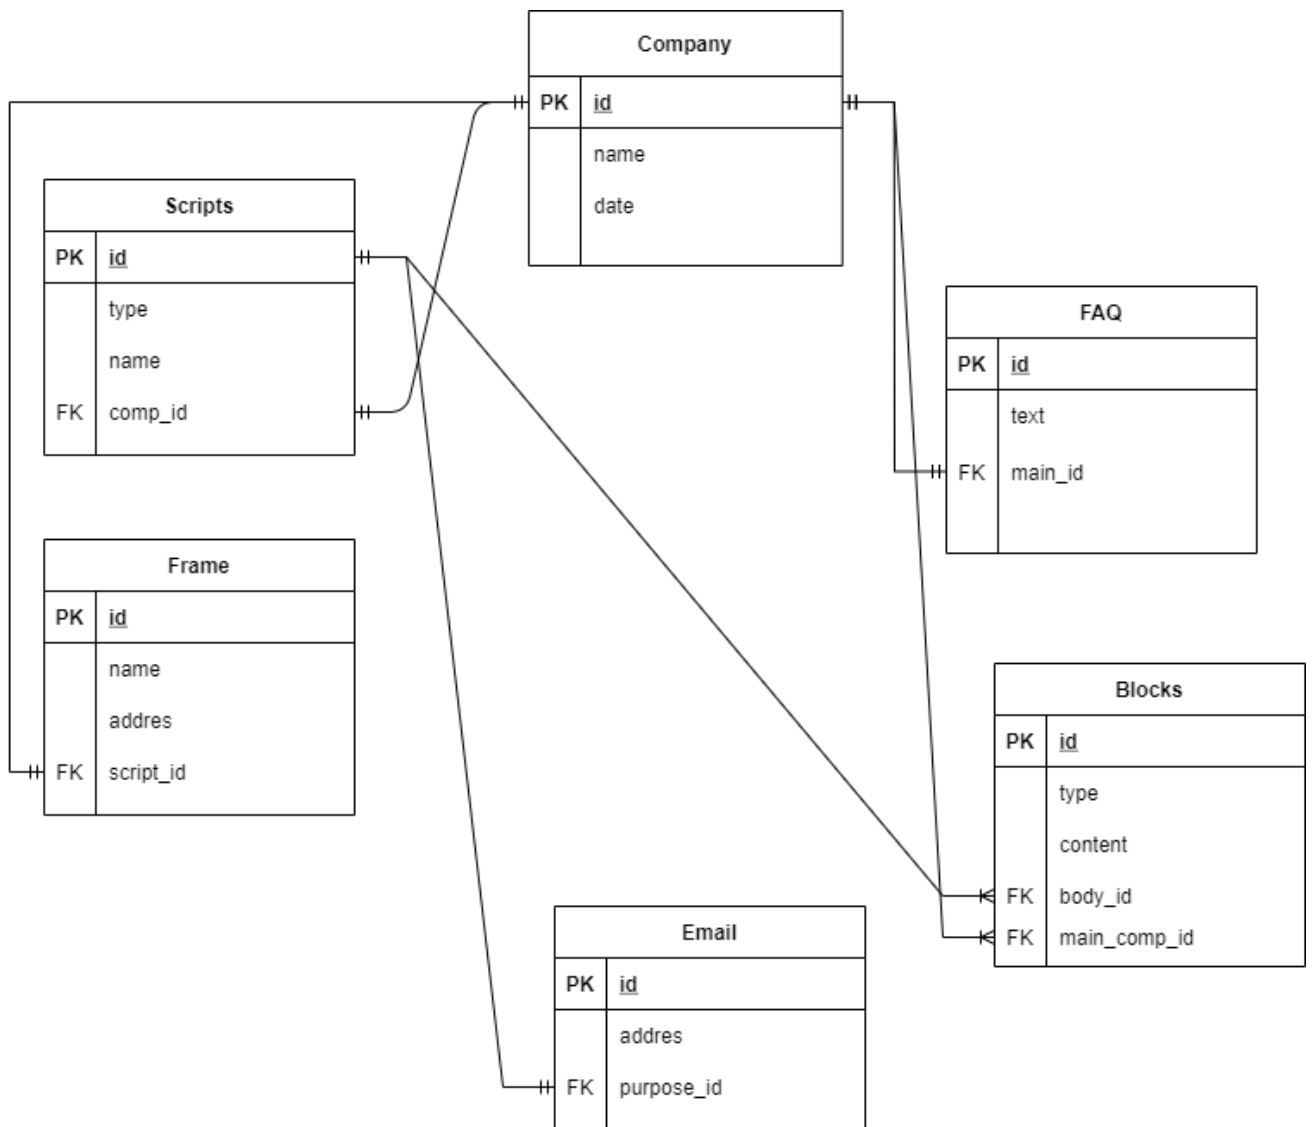 Company
PK id
name
date
Scripts
PK id
type
name
FK comp_id
FAQ
PK id
text
FK main_id
Frame
PK id
name
addres
FK script_id
Blocks
PK id
type
content
FK body_id
FK main_comp_id
Email
PK id
addres
FK purpose_id